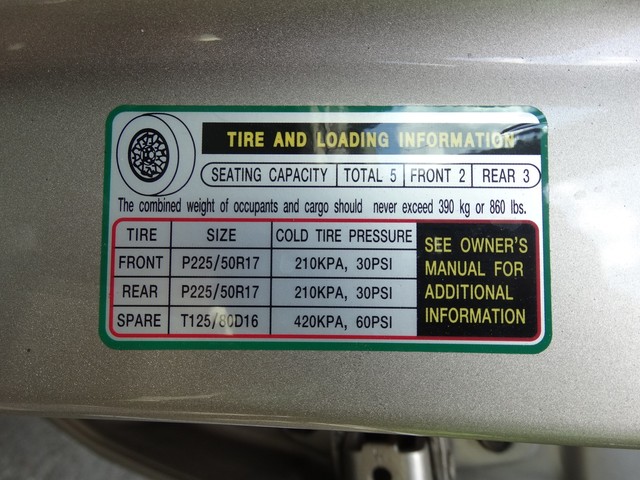 TIRE AND LOADING INFORMATION
SEATING CAPACITY TOTAL 5 FRONT 2 REAR 3
The combined weight of occupants and cargo should never exceed 390 kg or 860 lbs.
TIRE SIZE COLD TIRE PRESSURE
FRONT P225/50R17 210KPA, 30PSI
REAR P225/50R17 210KPA, 30PSI
SPARE T125/80D16 420KPA, 60PSI
SEE OWNER'S
MANUAL FOR
ADDITIONAL
INFORMATION